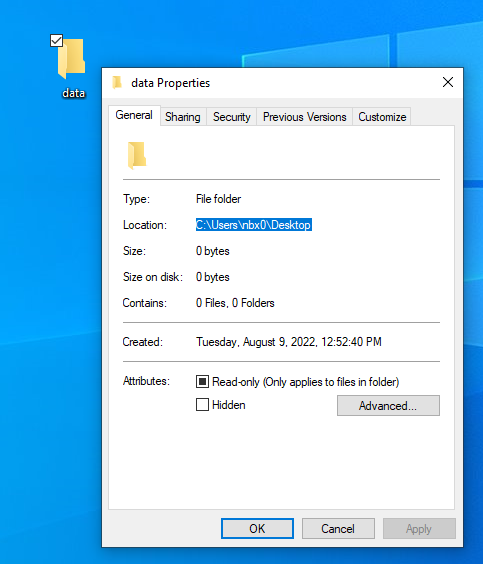 data
data Properties
General Sharing Security Previous Versions Customize
Type: File folder
Location: C:\Users\nbx0\Desktop
Size: 0 bytes
Size on disk: 0 bytes
Contains: 0 Files, 0 Folders
Created: Tuesday, August 9, 2022, 12:52:40 PM
Attributes: Read-only (Only applies to files in folder)
Hidden Advanced...
OK Cancel Apply